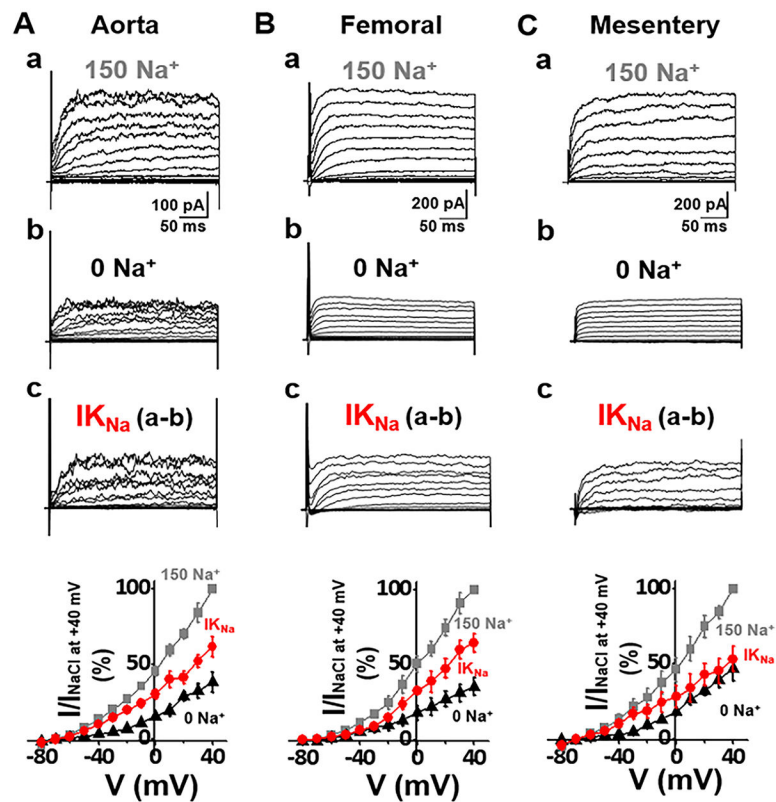 A Aorta
a 150 Na⁺
100 pA
50 ms
b 0 Na⁺
c IK_Na (a-b)
I/I_NaCl at +40 mV
(%)
100
50
0
150 Na⁺
IK_Na
0 Na⁺
-80 -40 0 40
V (mV)
B Femoral
a 150 Na⁺
200 pA
50 ms
b 0 Na⁺
c IK_Na (a-b)
I/I_NaCl at +40 mV
(%)
100
50
0
150 Na⁺
IK_Na
0 Na⁺
-80 -40 0 40
V (mV)
C Mesentery
a 150 Na⁺
200 pA
50 ms
b 0 Na⁺
c IK_Na (a-b)
I/I_NaCl at +40 mV
(%)
100
50
0
150 Na⁺
IK_Na
0 Na⁺
-80 -40 0 40
V (mV)